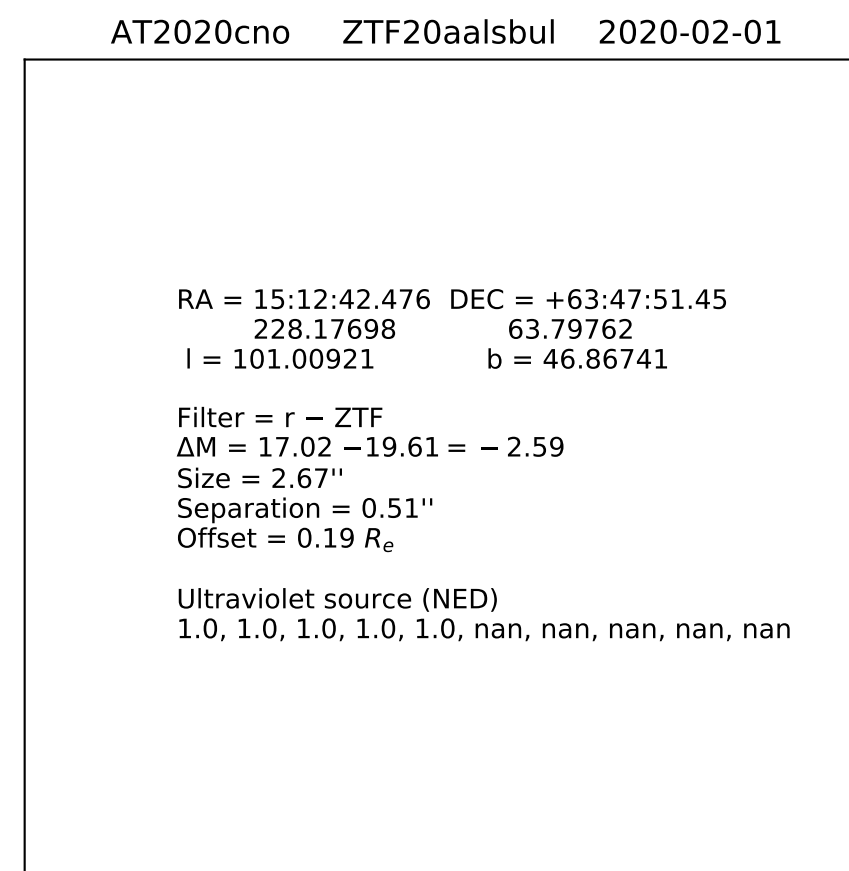 AT2020cno ZTF20aalsbul 2020-02-01
RA = 15:12:42.476 DEC = +63:47:51.45
228.17698 63.79762
l = 101.00921 b = 46.86741
Filter = r − ZTF
ΔM = 17.02 −19.61 = − 2.59
Size = 2.67''
Separation = 0.51''
Offset = 0.19 Rₑ
Ultraviolet source (NED)
1.0, 1.0, 1.0, 1.0, 1.0, nan, nan, nan, nan, nan